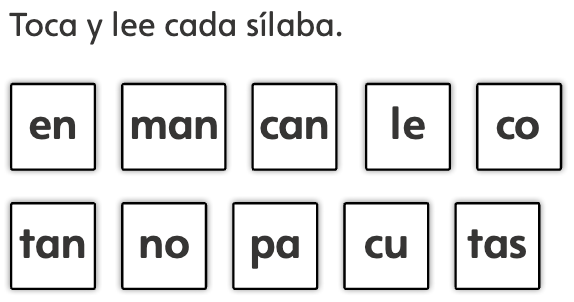 Toca y lee cada sílaba.
en man can le co
tan no pa cu tas